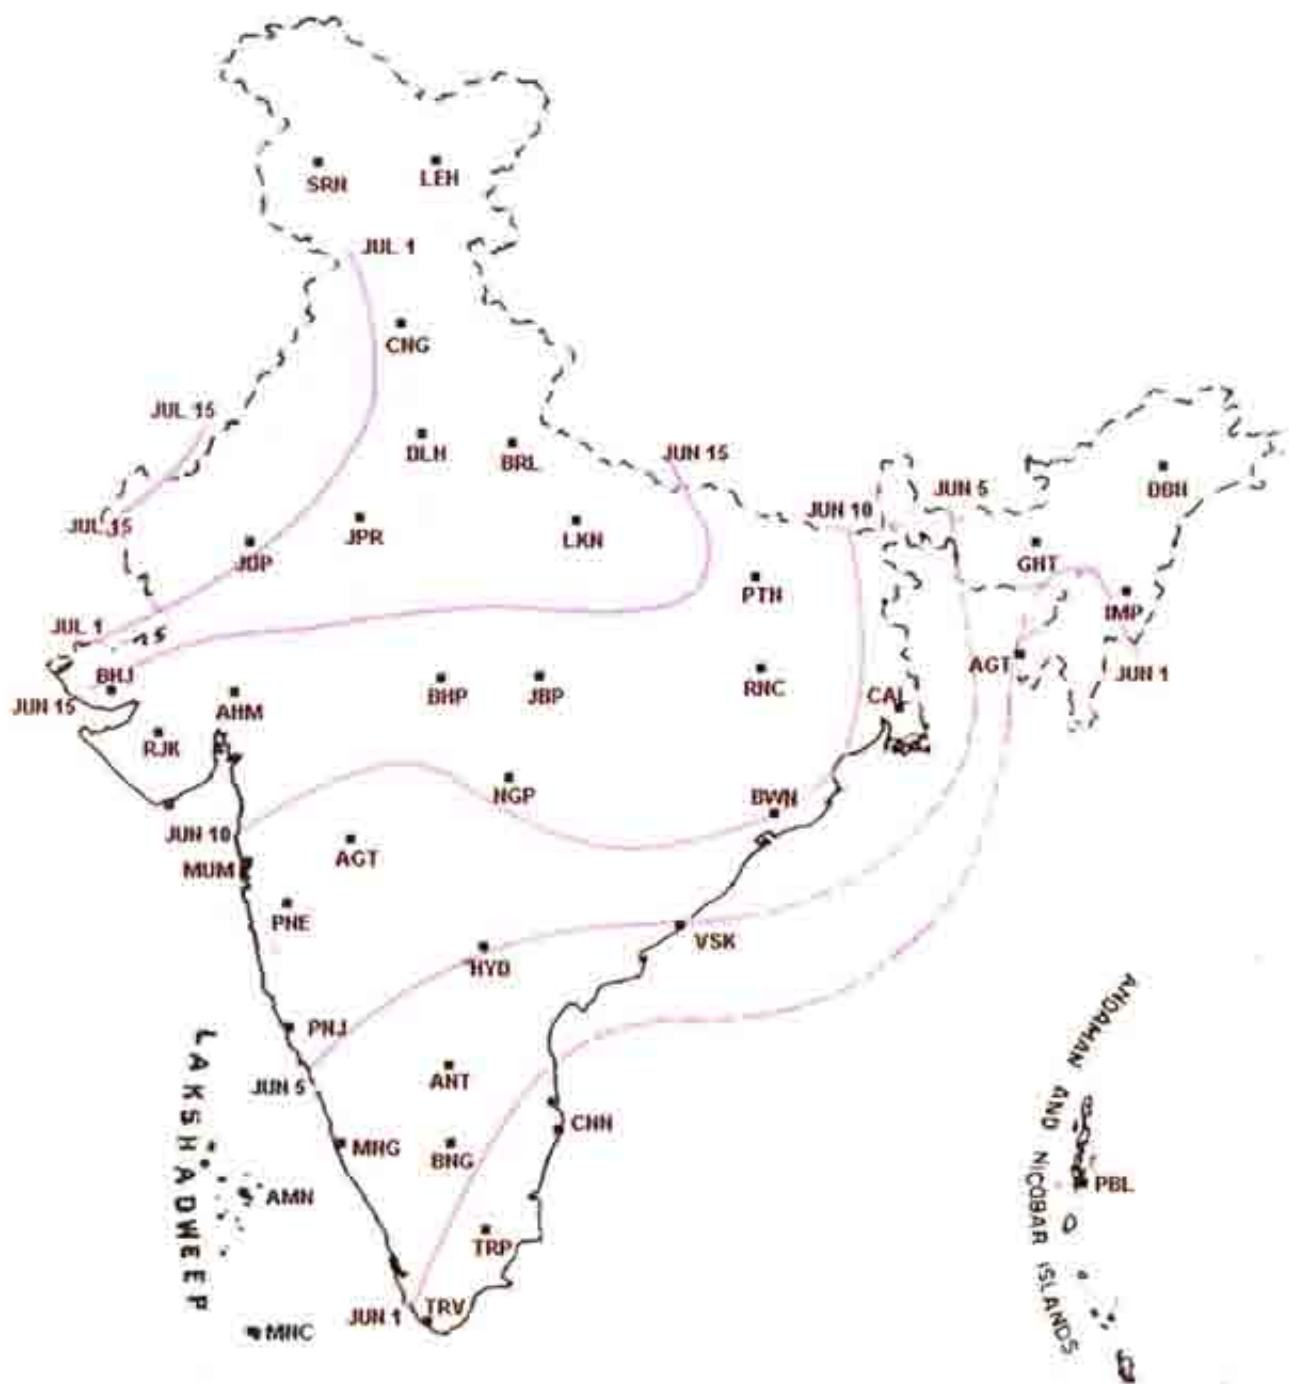 SRN
LEH
JUL 1
CNG
JUL 15
DLH
BRL
JUN 15
JUN 5
DBH
JUN 10
JUL 15
JDP
JPR
LKN
GHT
PTN
IMP
JUL 1
BHJ
AGT
JUN 1
JUN 15
AHM
BHP
JBP
RNC
CAL
RJK
NGP
BWN
JUN 10
MUM
AGT
PNE
VSK
HYD
PNJ
JUN 5
ANT
CNN
MNG
BNG
AMN
PBL
TRP
JUN 1
TRV
MNC
LAKSHADWEEP
ANDAMAN AND NICOBAR ISLANDS